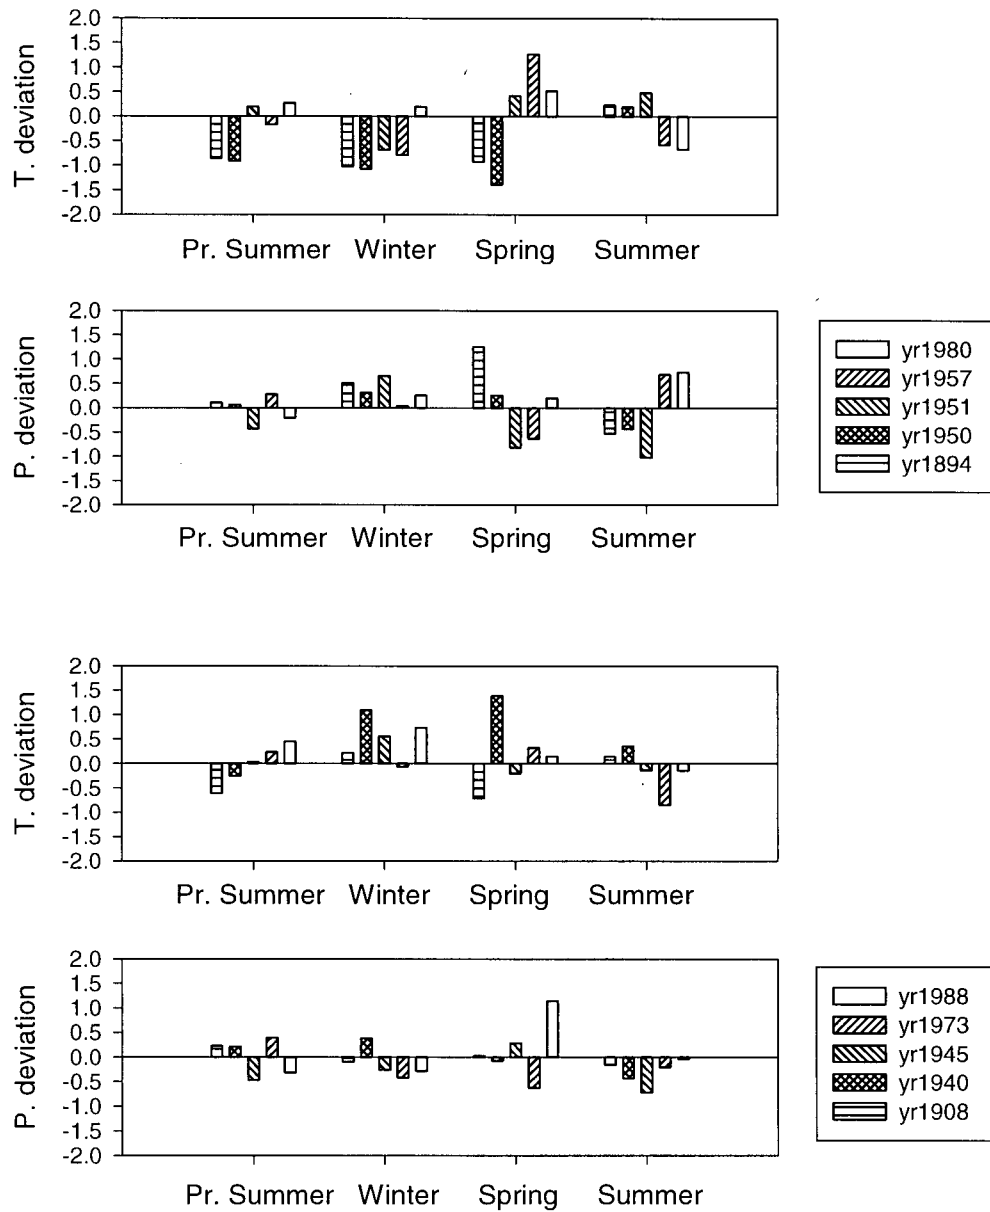 T. deviation
2.0
1.5
1.0
0.5
0.0
-0.5
-1.0
-1.5
-2.0
Pr. Summer Winter Spring Summer
P. deviation
2.0
1.5
1.0
0.5
0.0
-0.5
-1.0
-1.5
-2.0
Pr. Summer Winter Spring Summer
yr1980
yr1957
yr1951
yr1950
yr1894
T. deviation
2.0
1.5
1.0
0.5
0.0
-0.5
-1.0
-1.5
-2.0
Pr. Summer Winter Spring Summer
P. deviation
2.0
1.5
1.0
0.5
0.0
-0.5
-1.0
-1.5
-2.0
Pr. Summer Winter Spring Summer
yr1988
yr1973
yr1945
yr1940
yr1908